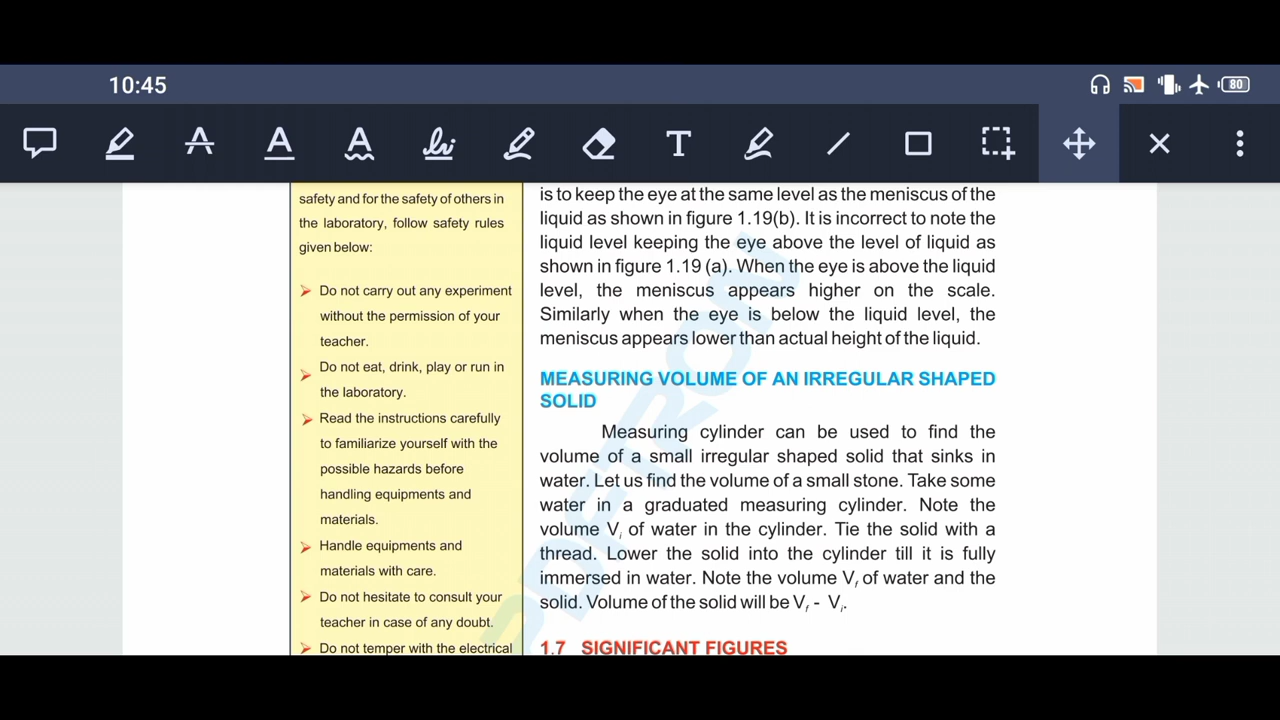 10:45
80
safety and for the safety of others in
the laboratory, follow safety rules
given below:
Do not carry out any experiment
without the permission of your
teacher.
Do not eat, drink, play or run in
the laboratory.
Read the instructions carefully
to familiarize yourself with the
possible hazards before
handling equipments and
materials.
Handle equipments and
materials with care.
Do not hesitate to consult your
teacher in case of any doubt.
Do not temper with the electrical
is to keep the eye at the same level as the meniscus of the
liquid as shown in figure 1.19(b). It is incorrect to note the
liquid level keeping the eye above the level of liquid as
shown in figure 1.19 (a). When the eye is above the liquid
level, the meniscus appears higher on the scale.
Similarly when the eye is below the liquid level, the
meniscus appears lower than actual height of the liquid.
MEASURING VOLUME OF AN IRREGULAR SHAPED
SOLID
Measuring cylinder can be used to find the
volume of a small irregular shaped solid that sinks in
water. Let us find the volume of a small stone. Take some
water in a graduated measuring cylinder. Note the
volume Vi of water in the cylinder. Tie the solid with a
thread. Lower the solid into the cylinder till it is fully
immersed in water. Note the volume Vf of water and the
solid. Volume of the solid will be Vf - Vi.
1.7 SIGNIFICANT FIGURES
PDFTRON